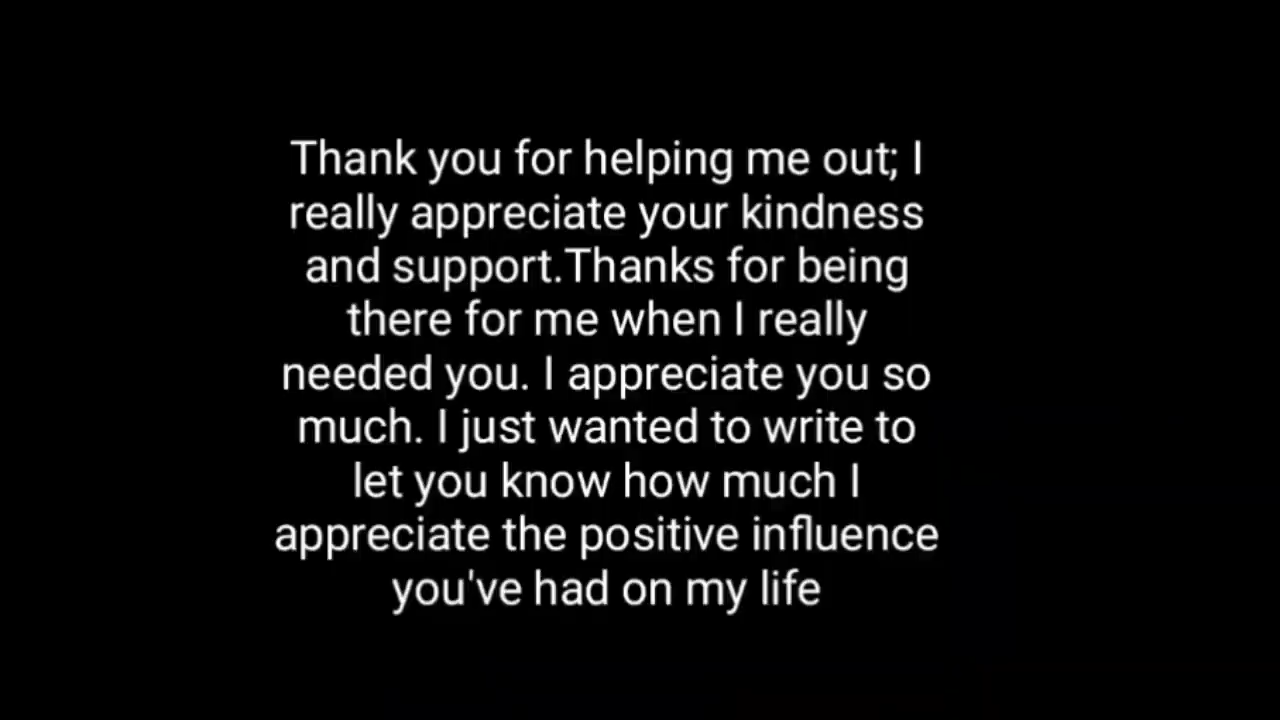 Thank you for helping me out; I
really appreciate your kindness
and support.Thanks for being
there for me when I really
needed you. I appreciate you so
much. I just wanted to write to
let you know how much I
appreciate the positive influence
you've had on my life